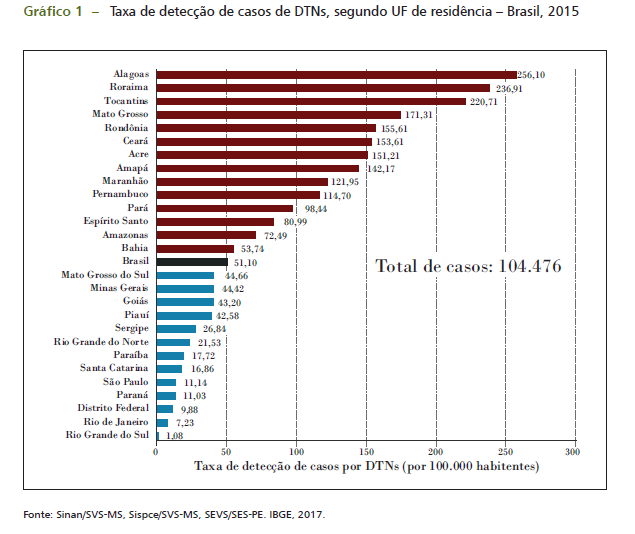 Gráfico 1 – Taxa de detecção de casos de DTNs, segundo UF de residência – Brasil, 2015
Alagoas 256,10
Roraima 236,91
Tocantins 220,71
Mato Grosso 171,31
Rondônia 155,61
Ceará 153,61
Acre 151,21
Amapá 142,17
Maranhão 121,95
Pernambuco 114,70
Pará 98,44
Espírito Santo 80,99
Amazonas 72,49
Bahia 53,74
Brasil 51,10
Total de casos: 104.476
Mato Grosso do Sul 44,66
Minas Gerais 44,42
Goiás 43,20
Piauí 42,58
Sergipe 26,84
Rio Grande do Norte 21,53
Paraíba 17,72
Santa Catarina 16,86
São Paulo 11,14
Paraná 11,03
Distrito Federal 9,88
Rio de Janeiro 7,23
Rio Grande do Sul 1,08
0 50 100 150 200 250 300
Taxa de detecção de casos por DTNs (por 100.000 habitentes)
Fonte: Sinan/SVS-MS, Sispce/SVS-MS, SEVS/SES-PE. IBGE, 2017.